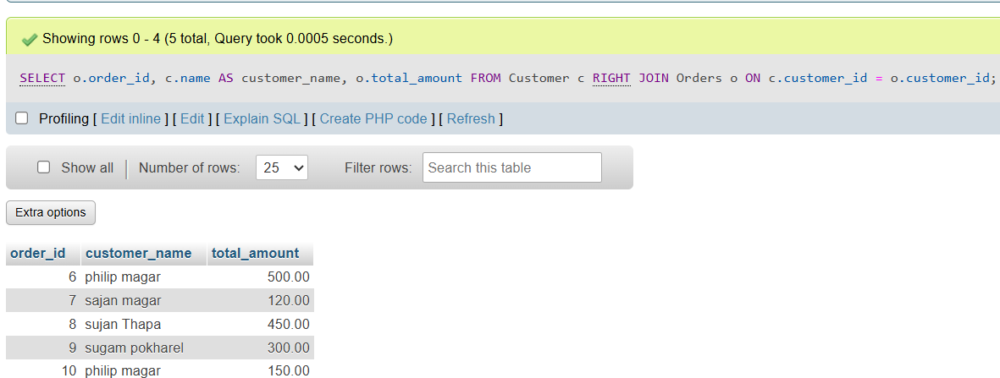 Showing rows 0 - 4 (5 total, Query took 0.0005 seconds.)
SELECT o.order_id, c.name AS customer_name, o.total_amount FROM Customer c RIGHT JOIN Orders o ON c.customer_id = o.customer_id;
Profiling [ Edit inline ] [ Edit ] [ Explain SQL ] [ Create PHP code ] [ Refresh ]
Show all Number of rows: 25 Filter rows: Search this table
Extra options
order_id customer_name total_amount
6 philip magar 500.00
7 sajan magar 120.00
8 sujan Thapa 450.00
9 sugam pokharel 300.00
10 philip magar 150.00